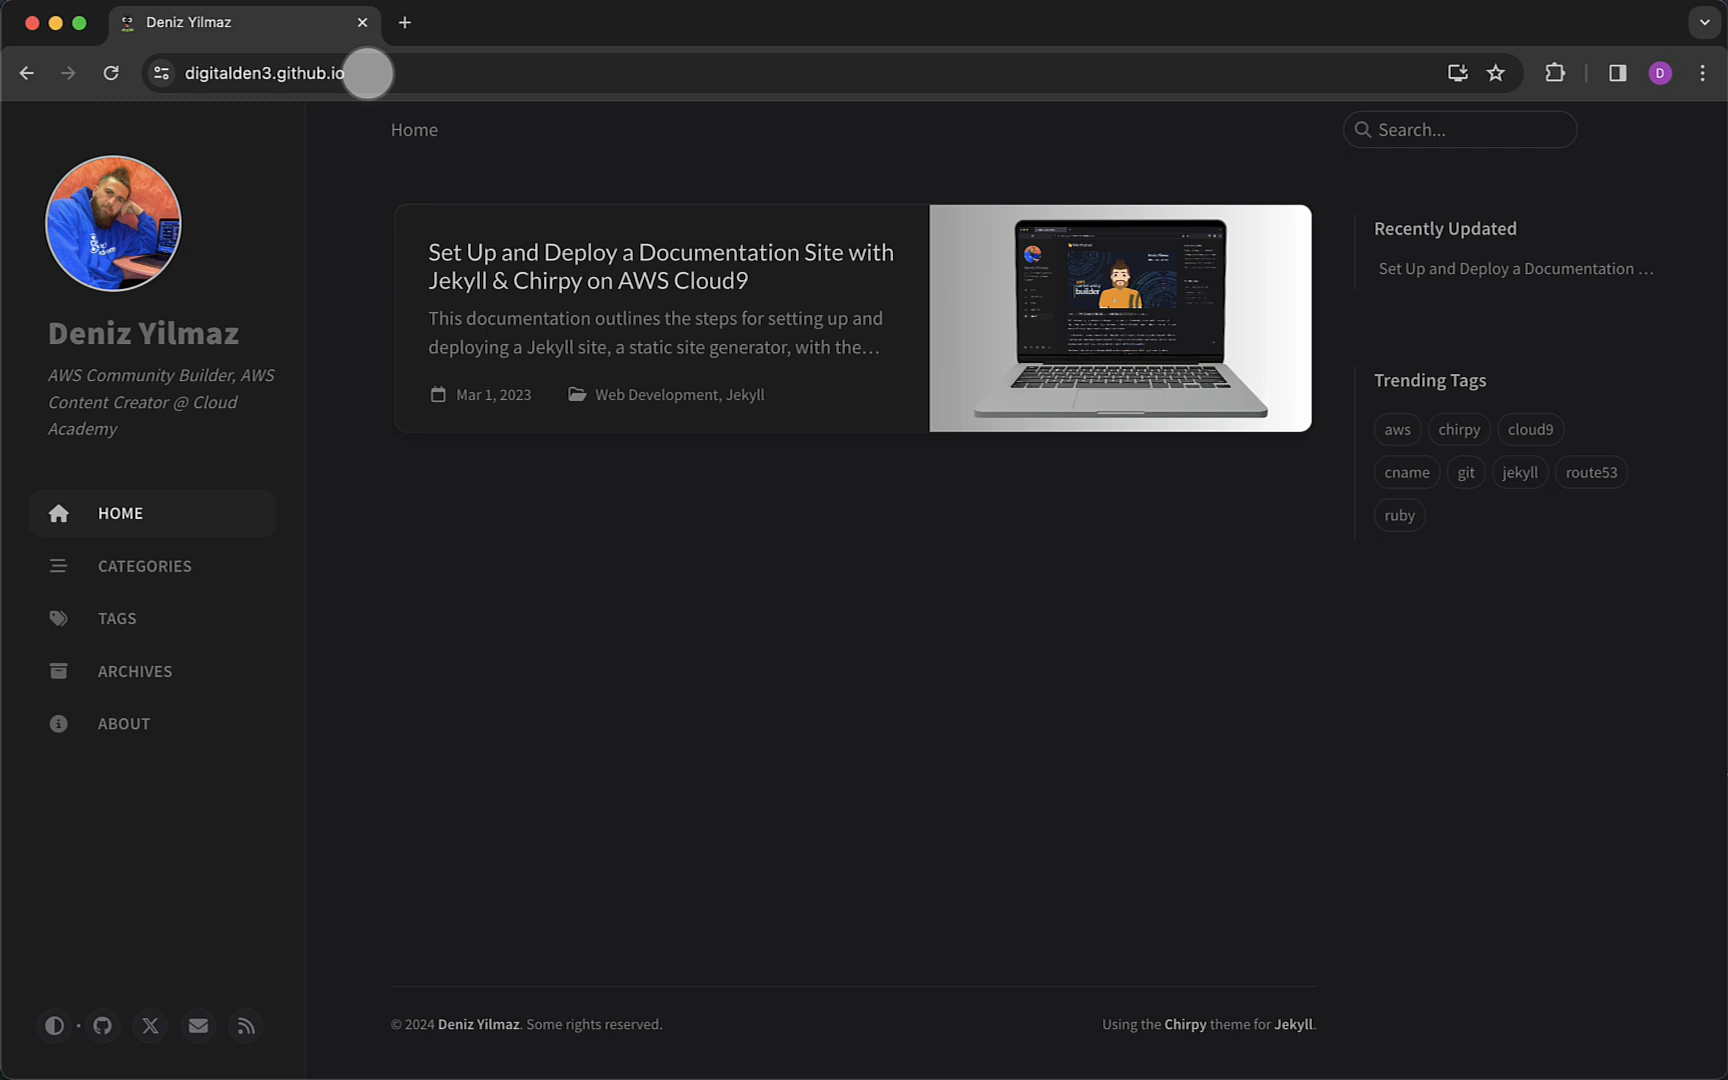 Deniz Yilmaz
digitalden3.github.io
D
Home
Search...
Deniz Yilmaz
AWS Community Builder, AWS
Content Creator @ Cloud
Academy
HOME
CATEGORIES
TAGS
ARCHIVES
ABOUT
Set Up and Deploy a Documentation Site with
Jekyll & Chirpy on AWS Cloud9
This documentation outlines the steps for setting up and
deploying a Jekyll site, a static site generator, with the…
Mar 1, 2023
Web Development, Jekyll
builder
Recently Updated
Set Up and Deploy a Documentation …
Trending Tags
aws
chirpy
cloud9
cname
git
jekyll
route53
ruby
© 2024 Deniz Yilmaz. Some rights reserved.
Using the Chirpy theme for Jekyll.